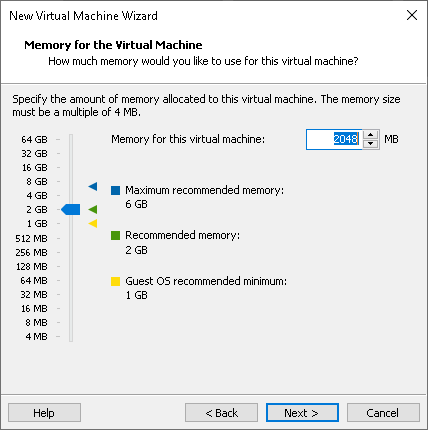 New Virtual Machine Wizard
Memory for the Virtual Machine
How much memory would you like to use for this virtual machine?
Specify the amount of memory allocated to this virtual machine. The memory size
must be a multiple of 4 MB.
Memory for this virtual machine: 2048 MB
64 GB
32 GB
16 GB
8 GB
4 GB
2 GB
1 GB
512 MB
256 MB
128 MB
64 MB
32 MB
16 MB
8 MB
4 MB
Maximum recommended memory:
6 GB
Recommended memory:
2 GB
Guest OS recommended minimum:
1 GB
Help
< Back
Next >
Cancel